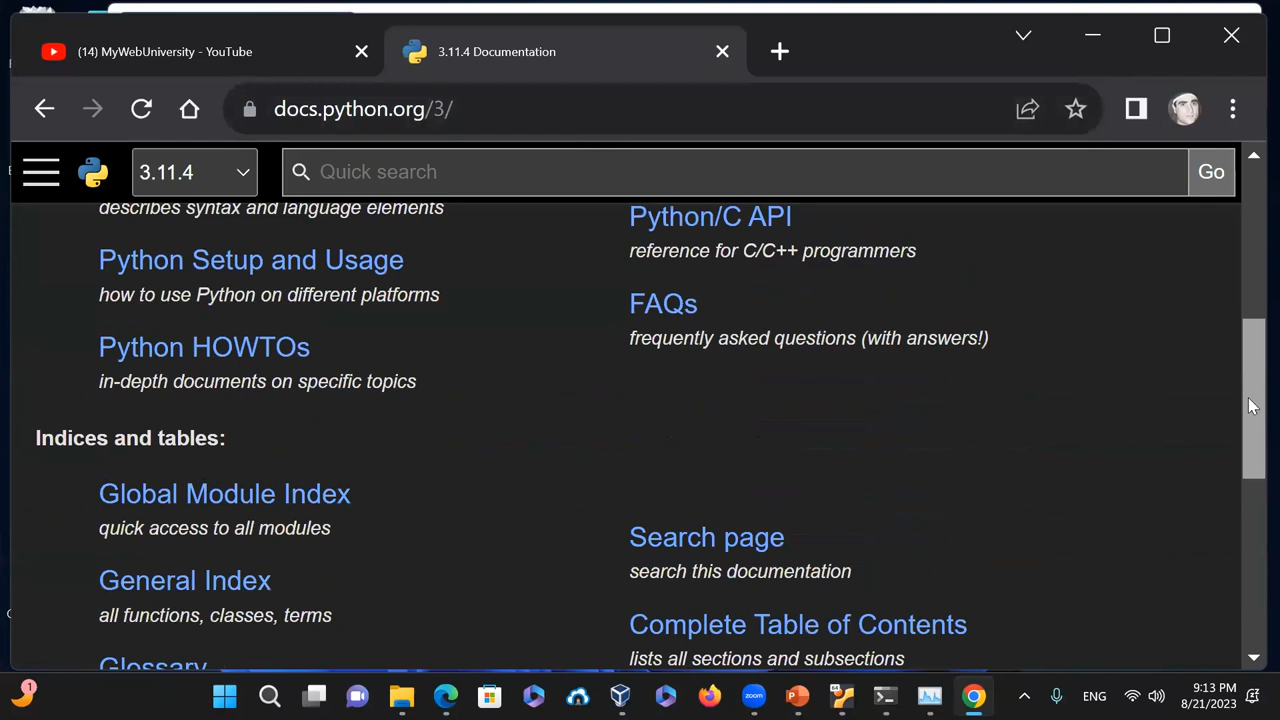 (14) MyWebUniversity - YouTube
3.11.4 Documentation
docs.python.org/3/
3.11.4
Quick search
Go
describes syntax and language elements
Python Setup and Usage
how to use Python on different platforms
Python HOWTOs
in-depth documents on specific topics
Python/C API
reference for C/C++ programmers
FAQs
frequently asked questions (with answers!)
Indices and tables:
Global Module Index
quick access to all modules
General Index
all functions, classes, terms
Glossary
Search page
search this documentation
Complete Table of Contents
lists all sections and subsections
1
zoom
64
ENG
9:13 PM
8/21/2023